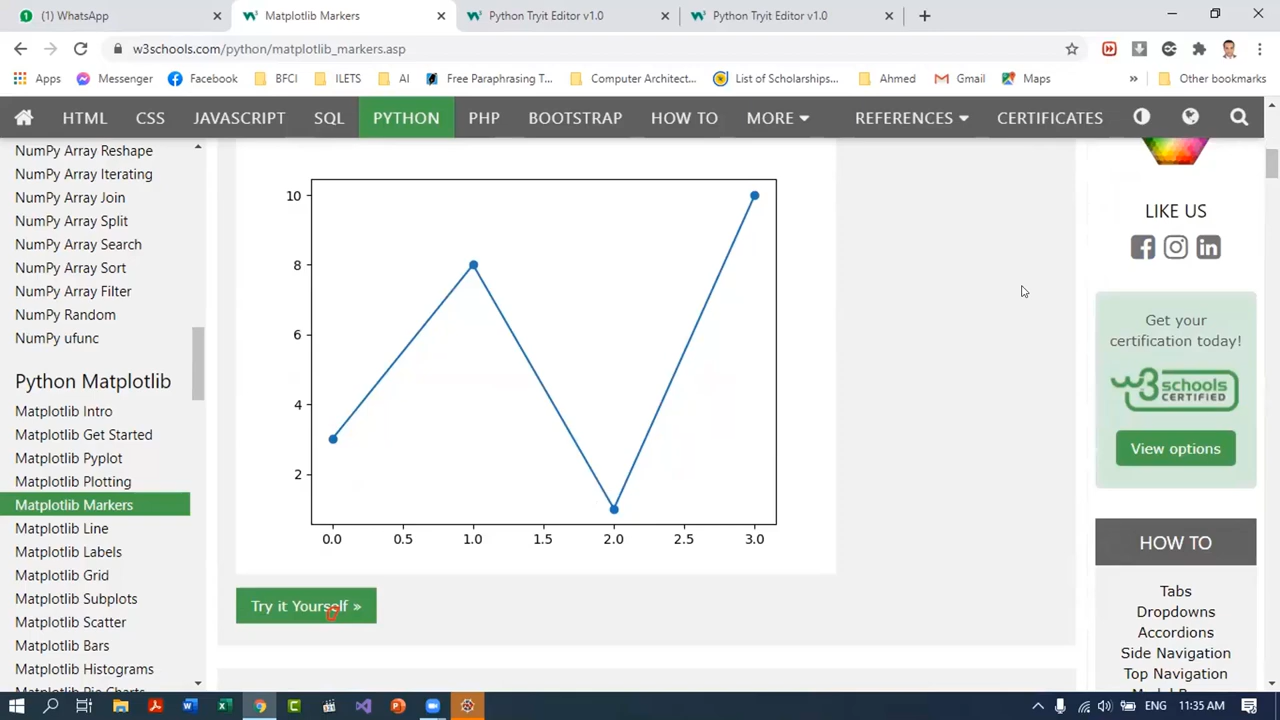 (1) WhatsApp
Matplotlib Markers
Python Tryit Editor v1.0
Python Tryit Editor v1.0
w3schools.com/python/matplotlib_markers.asp
Apps
Messenger
Facebook
BFCI
ILETS
AI
Free Paraphrasing T...
Computer Architect...
List of Scholarships...
Ahmed
Gmail
Maps
»
Other bookmarks
HTML
CSS
JAVASCRIPT
SQL
PYTHON
PHP
BOOTSTRAP
HOW TO
MORE
REFERENCES
CERTIFICATES
NumPy Array Reshape
NumPy Array Iterating
NumPy Array Join
NumPy Array Split
NumPy Array Search
NumPy Array Sort
NumPy Array Filter
NumPy Random
NumPy ufunc
Python Matplotlib
Matplotlib Intro
Matplotlib Get Started
Matplotlib Pyplot
Matplotlib Plotting
Matplotlib Markers
Matplotlib Line
Matplotlib Labels
Matplotlib Grid
Matplotlib Subplots
Matplotlib Scatter
Matplotlib Bars
Matplotlib Histograms
Matplotlib Pie Charts
10
8
6
4
2
0.0 0.5 1.0 1.5 2.0 2.5 3.0
Try it Yourself »
LIKE US
Get your
certification today!
w3schools
CERTIFIED
View options
HOW TO
Tabs
Dropdowns
Accordions
Side Navigation
Top Navigation
ENG
11:35 AM